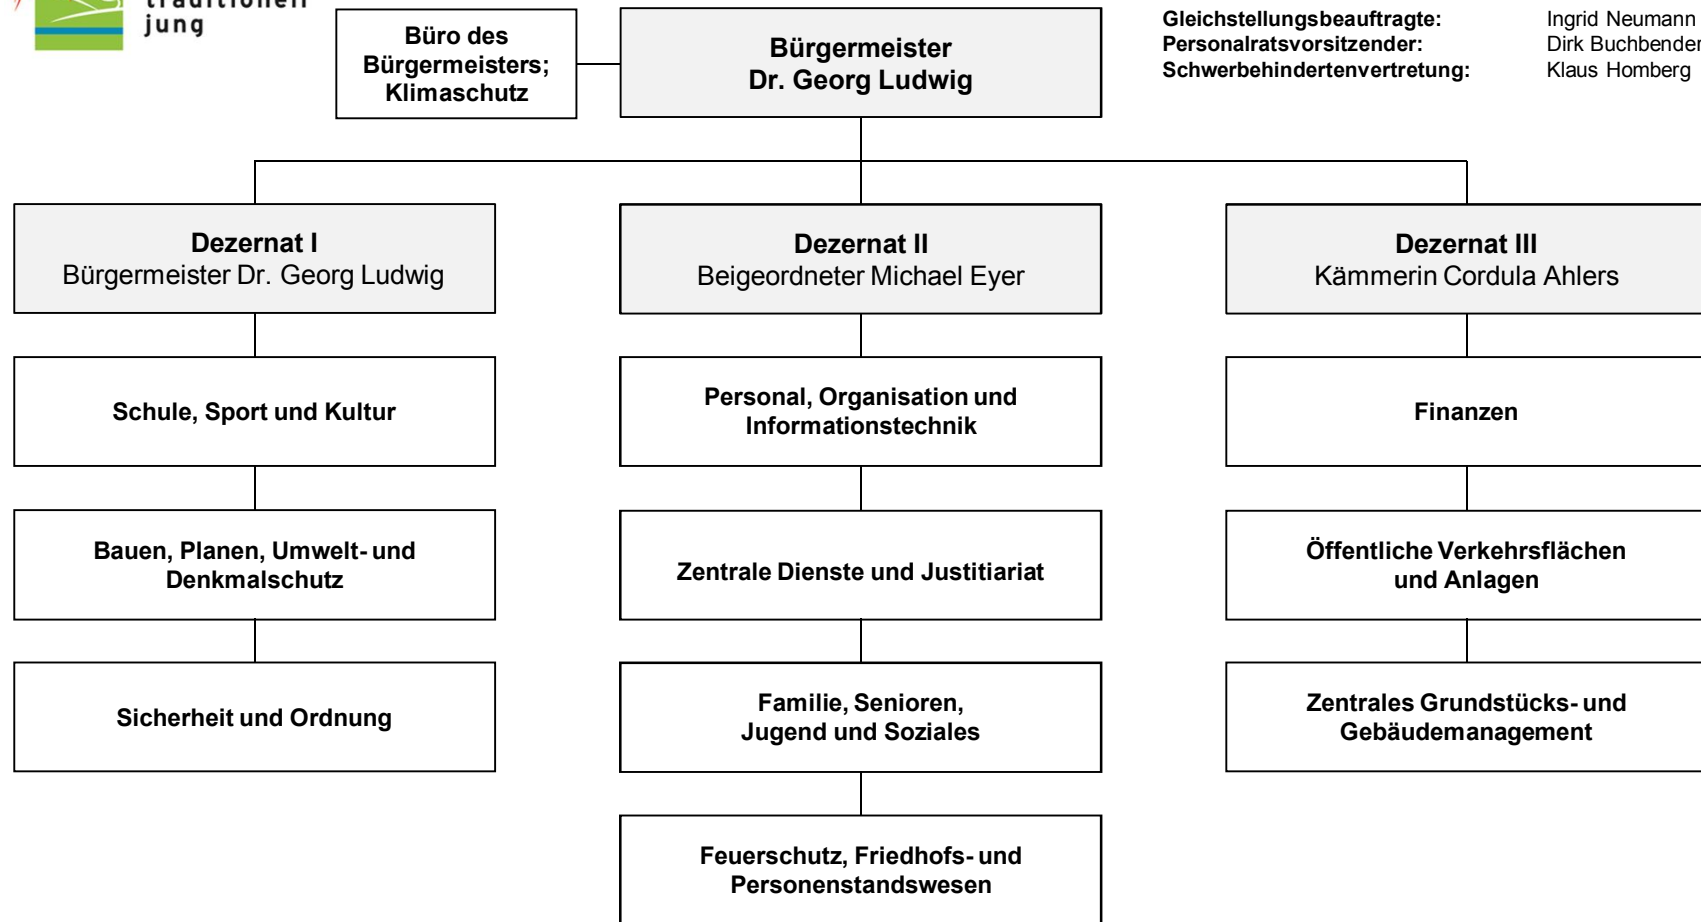 jung
Büro des
Bürgermeisters;
Klimaschutz
Bürgermeister
Dr. Georg Ludwig
Gleichstellungsbeauftragte: Ingrid Neumann
Personalratsvorsitzender: Dirk Buchbender
Schwerbehindertenvertretung: Klaus Homberg
Dezernat I
Bürgermeister Dr. Georg Ludwig
Dezernat II
Beigeordneter Michael Eyer
Dezernat III
Kämmerin Cordula Ahlers
Schule, Sport und Kultur
Personal, Organisation und
Informationstechnik
Finanzen
Bauen, Planen, Umwelt- und
Denkmalschutz
Zentrale Dienste und Justitiariat
Öffentliche Verkehrsflächen
und Anlagen
Sicherheit und Ordnung
Familie, Senioren,
Jugend und Soziales
Zentrales Grundstücks- und
Gebäudemanagement
Feuerschutz, Friedhofs- und
Personenstandswesen